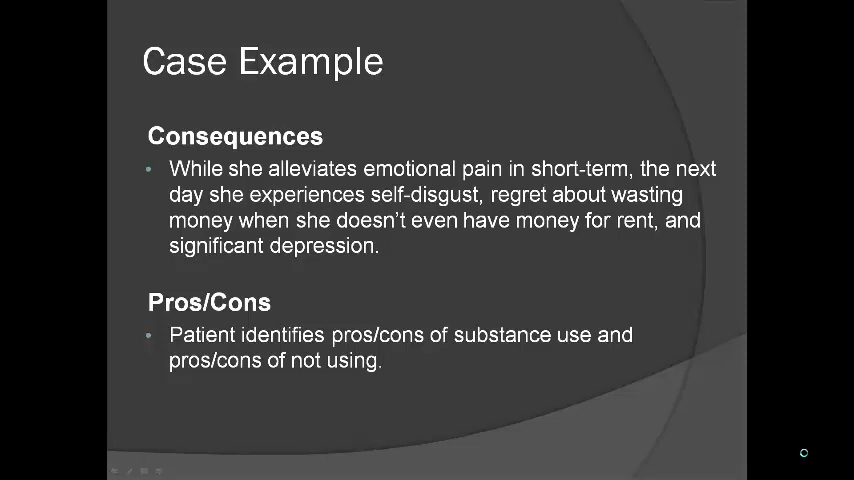 Case Example
Consequences
While she alleviates emotional pain in short-term, the next
day she experiences self-disgust, regret about wasting
money when she doesn't even have money for rent, and
significant depression.
Pros/Cons
Patient identifies pros/cons of substance use and
pros/cons of not using.